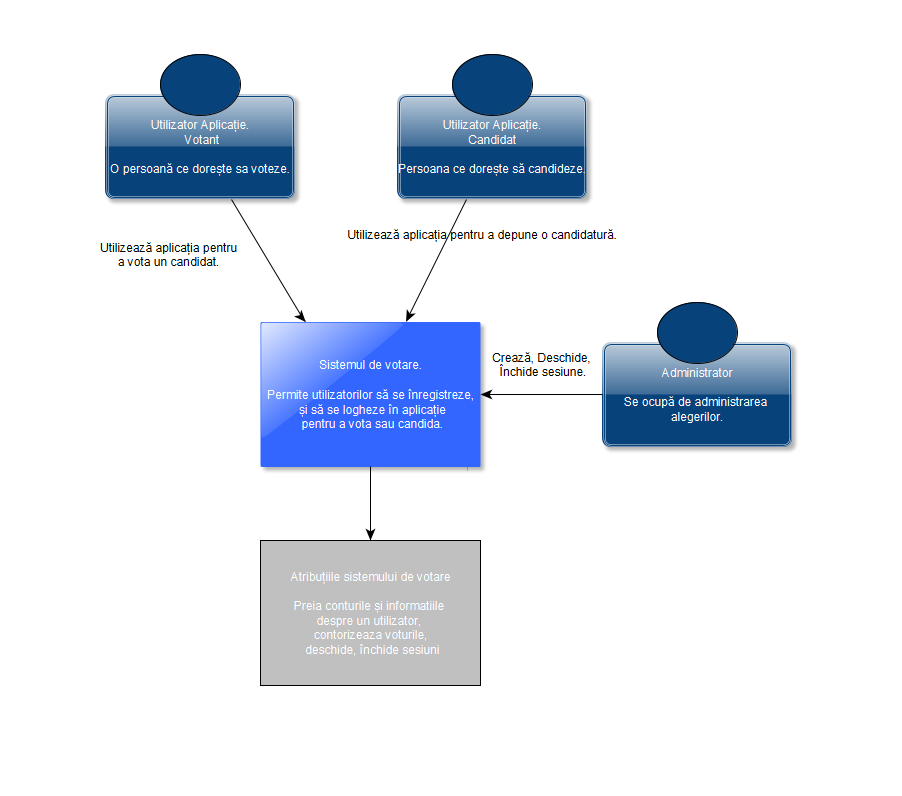 Utilizator Aplicație.
Votant
O persoană ce dorește sa voteze.
Utilizator Aplicație.
Candidat
Persoana ce dorește să candideze.
Utilizează aplicația pentru
a vota un candidat.
Utilizează aplicația pentru a depune o candidatură.
Sistemul de votare.
Permite utilizatorilor să se înregistreze,
și să se logheze în aplicație
pentru a vota sau candida.
Crează, Deschide,
Închide sesiune.
Administrator
Se ocupă de administrarea
alegerilor.
Atribuțiile sistemului de votare
Preia conturile și informatiile
despre un utilizator,
contorizeaza voturile,
deschide, închide sesiuni